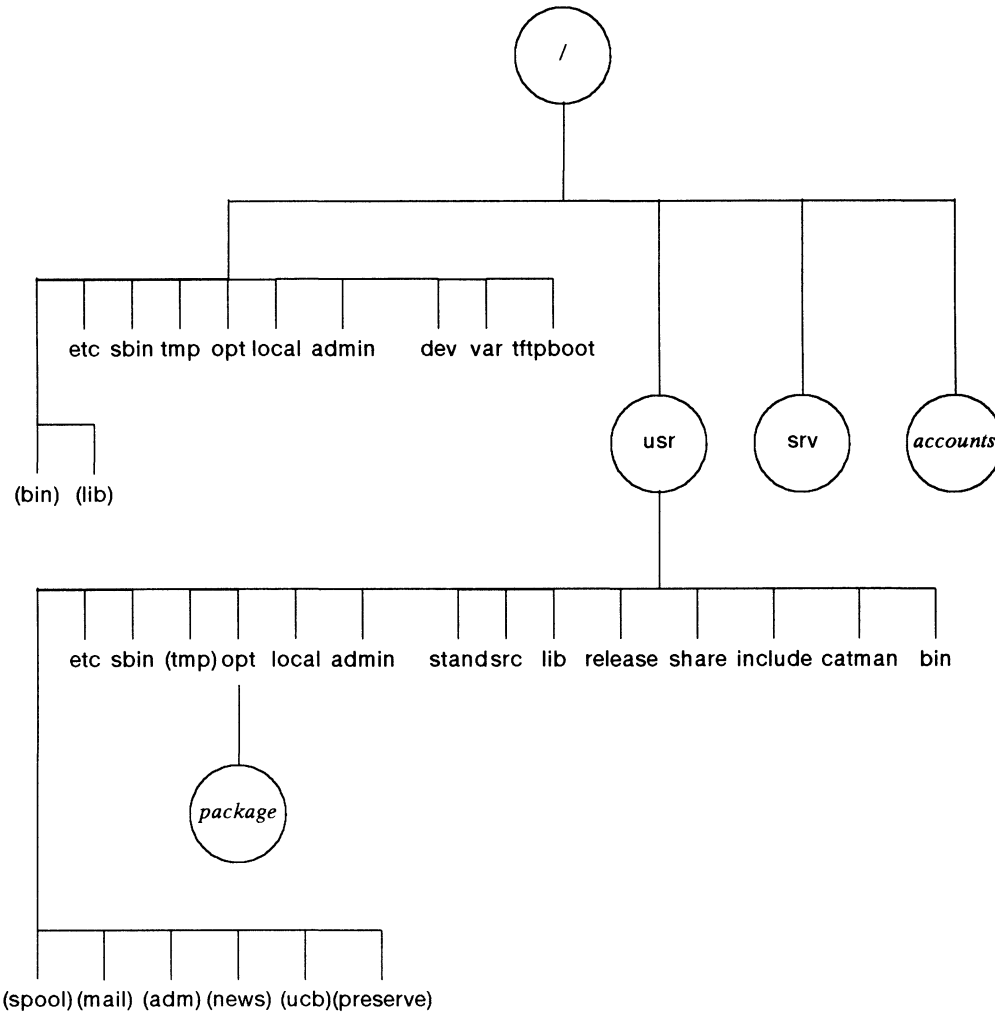 /
etc sbin tmp opt local admin dev var tftpboot
usr srv accounts
(bin) (lib)
etc sbin (tmp) opt local admin stand src lib release share include catman bin
package
(spool) (mail) (adm) (news) (ucb) (preserve)